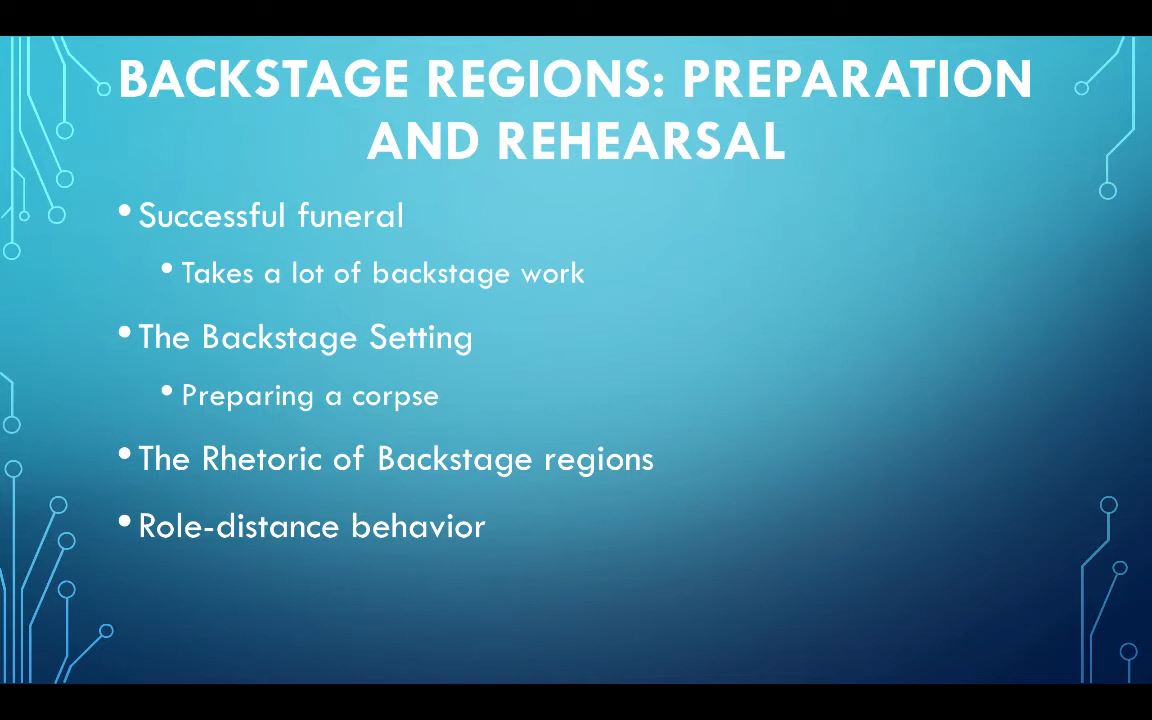 BACKSTAGE REGIONS: PREPARATION
AND REHEARSAL
• Successful funeral
• Takes a lot of backstage work
• The Backstage Setting
• Preparing a corpse
• The Rhetoric of Backstage regions
• Role-distance behavior